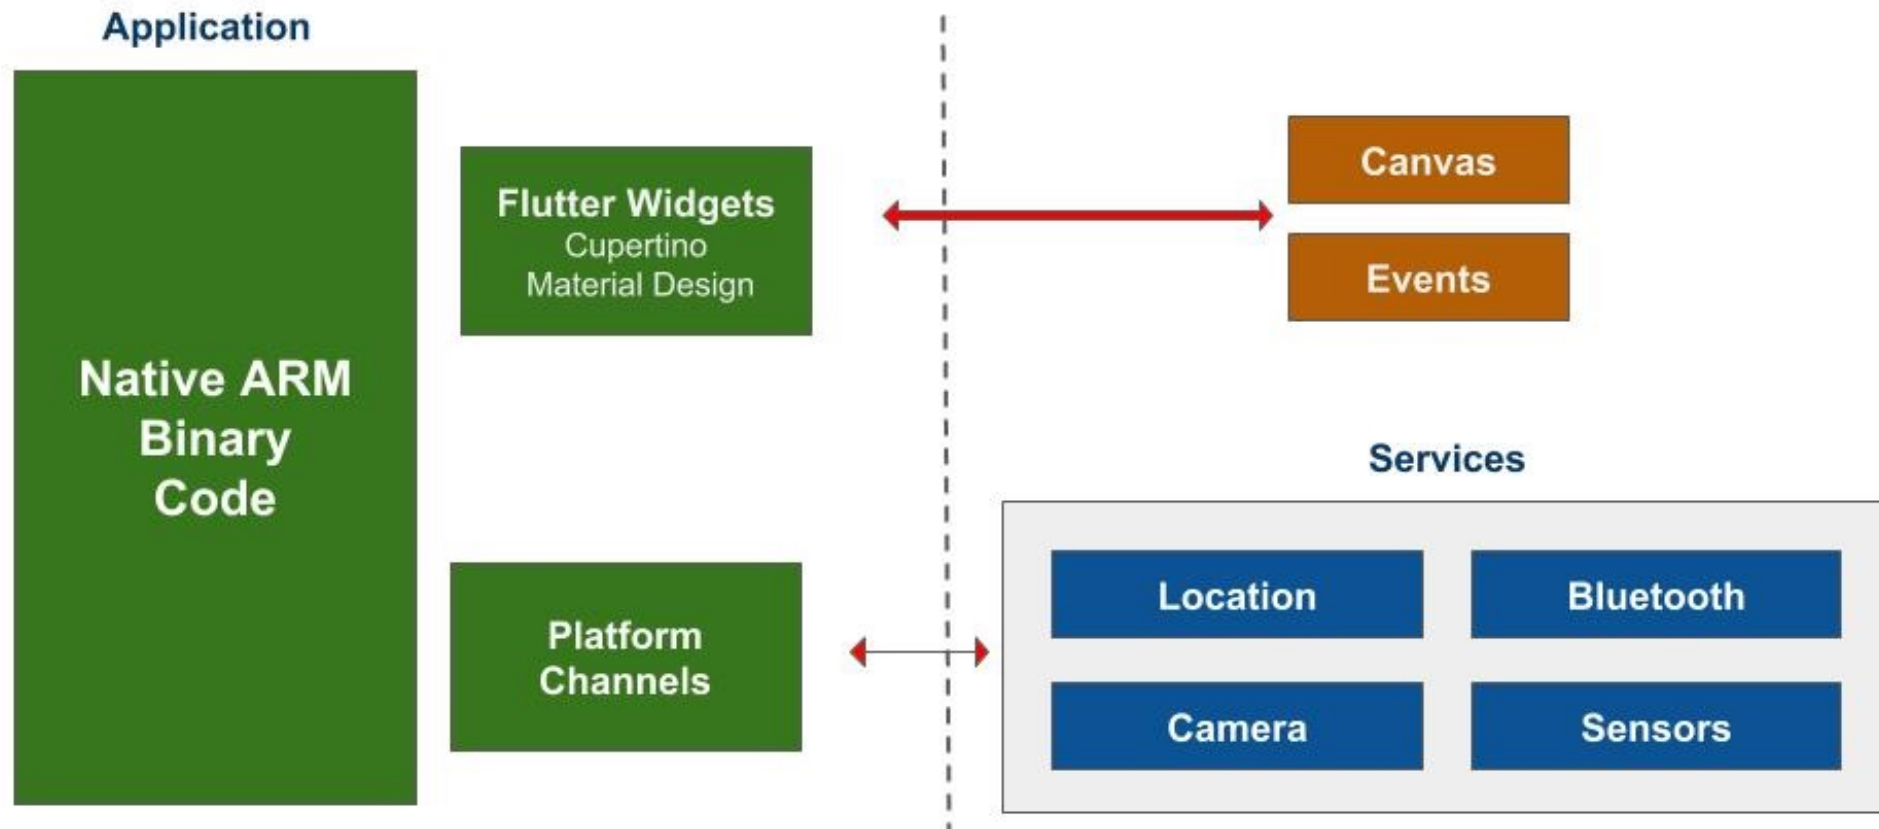 Application
Native ARM
Binary
Code
Flutter Widgets
Cupertino
Material Design
Platform
Channels
Canvas
Events
Services
Location
Bluetooth
Camera
Sensors